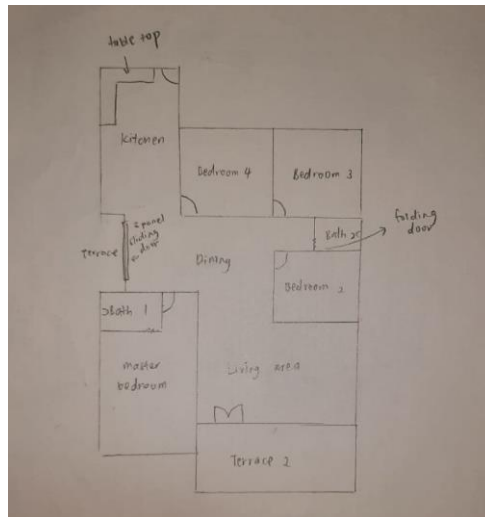 table top
kitchen
Bedroom 4
Bedroom 3
folding
door
2 panel
sliding
door
Bath 2
terrace
Dining
Bedroom 2
Bath 1
master
bedroom
Living area
Terrace 2